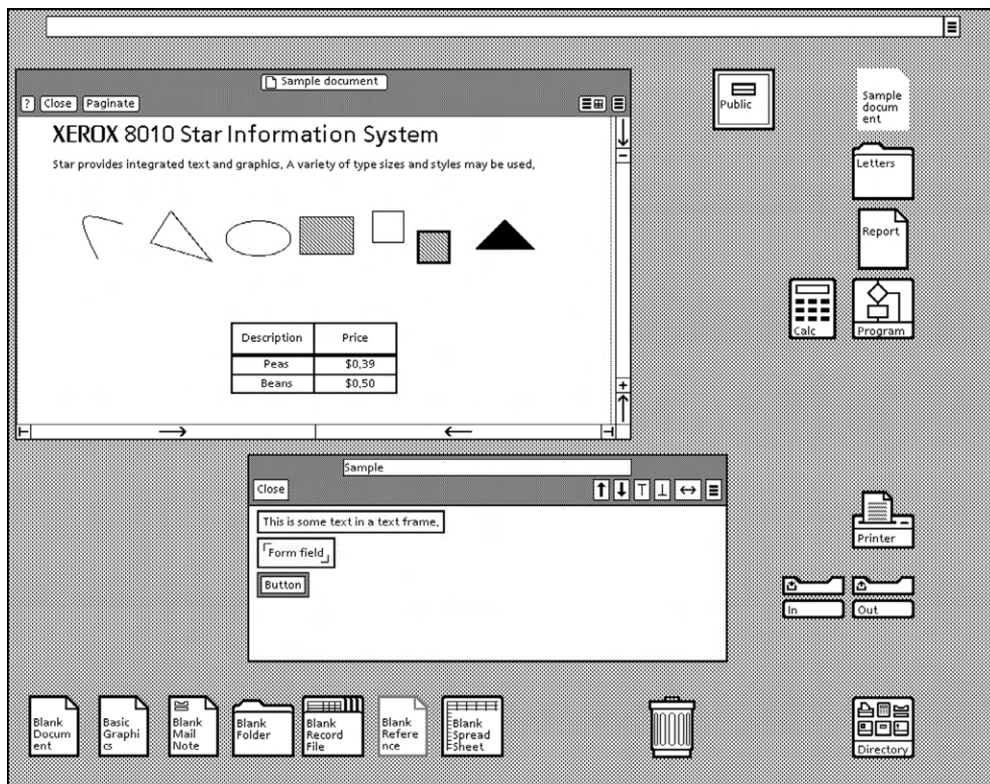 Sample document
? Close Paginate
XEROX 8010 Star Information System
Star provides integrated text and graphics. A variety of type sizes and styles may be used.
Description Price
Peas $0.39
Beans $0.50
Public
Sample
docum
ent
Letters
Report
Calc
Program
Sample
Close
This is some text in a text frame.
Form field
Button
Printer
In
Out
Blank
Docum
ent
Basic
Graphi
cs
Blank
Mail
Note
Blank
Folder
Blank
Record
File
Blank
Refere
nce
Blank
Spread
Sheet
Directory